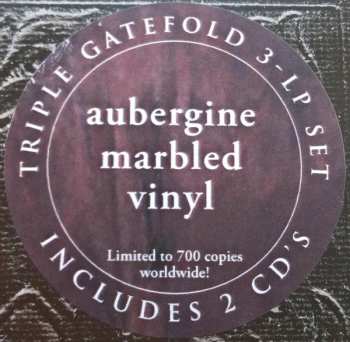 TRIPLE GATEFOLD 3-LP SET
aubergine
marbled
vinyl
Limited to 700 copies
worldwide!
INCLUDES 2 CD'S